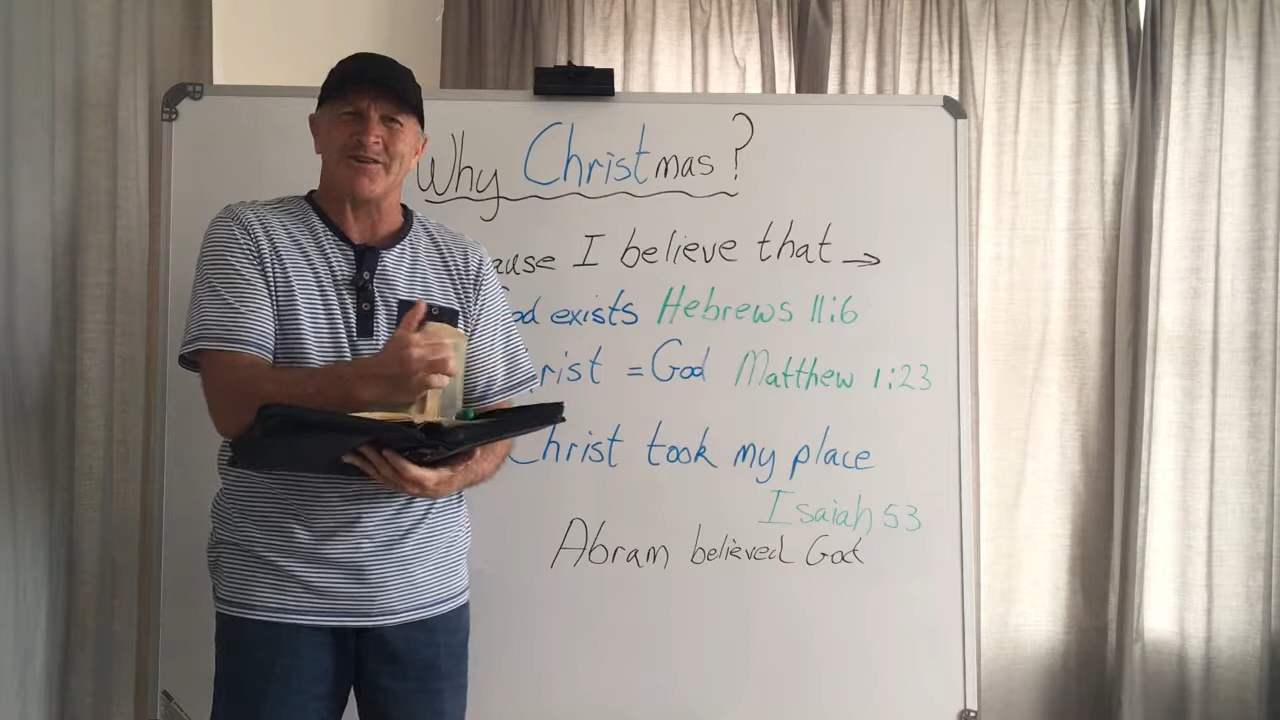 Why Christmas?
ause I believe that →
od exists Hebrews 11:6
rist = God Matthew 1:23
Christ took my place
Isaiah 53
Abram believed God